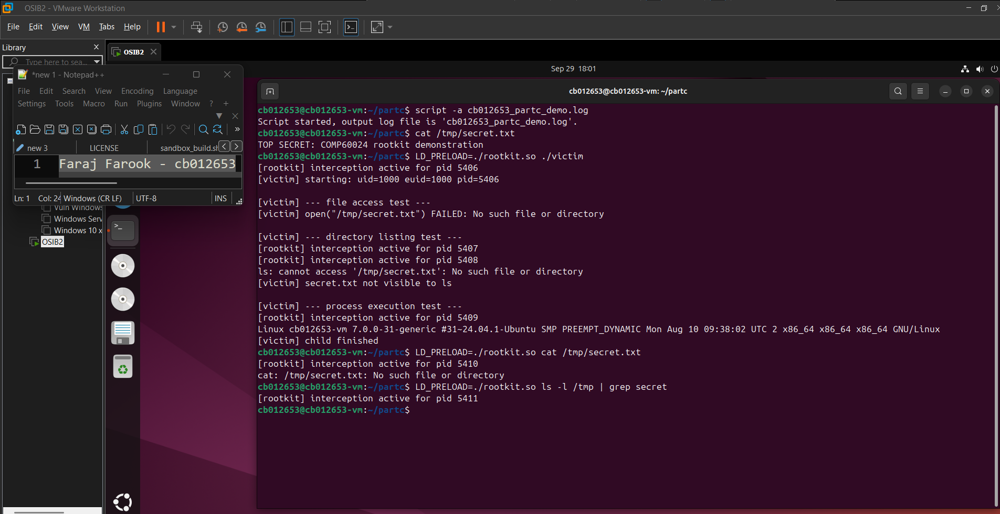 OSIB2 - VMware Workstation
File Edit View VM Tabs Help
Library
OSIB2
Type here to sea...
Sep 29 18:01
*new 1 - Notepad++
File Edit Search View Encoding Language
Settings Tools Macro Run Plugins Window ? +
new 3 LICENSE sandbox_build.sh
1 Faraj Farook - cb012653
Ln: 1 Col: 24 Windows (CR LF) UTF-8 INS
Vuln Windows
Windows Serv
Windows 10 x
OSIB2
cb012653@cb012653-vm: ~/partc
cb012653@cb012653-vm:~/partc$ script -a cb012653_partc_demo.log
Script started, output log file is 'cb012653_partc_demo.log'.
cb012653@cb012653-vm:~/partc$ cat /tmp/secret.txt
TOP SECRET: COMP60024 rootkit demonstration
cb012653@cb012653-vm:~/partc$ LD_PRELOAD=./rootkit.so ./victim
[rootkit] interception active for pid 5406
[victim] starting: uid=1000 euid=1000 pid=5406
[victim] --- file access test ---
[victim] open("/tmp/secret.txt") FAILED: No such file or directory
[victim] --- directory listing test ---
[rootkit] interception active for pid 5407
[rootkit] interception active for pid 5408
ls: cannot access '/tmp/secret.txt': No such file or directory
[victim] secret.txt not visible to ls
[victim] --- process execution test ---
[rootkit] interception active for pid 5409
Linux cb012653-vm 7.0.0-31-generic #31~24.04.1-Ubuntu SMP PREEMPT_DYNAMIC Mon Aug 10 09:38:02 UTC 2 x86_64 x86_64 x86_64 GNU/Linux
[victim] child finished
cb012653@cb012653-vm:~/partc$ LD_PRELOAD=./rootkit.so cat /tmp/secret.txt
[rootkit] interception active for pid 5410
cat: /tmp/secret.txt: No such file or directory
cb012653@cb012653-vm:~/partc$ LD_PRELOAD=./rootkit.so ls -l /tmp | grep secret
[rootkit] interception active for pid 5411
cb012653@cb012653-vm:~/partc$